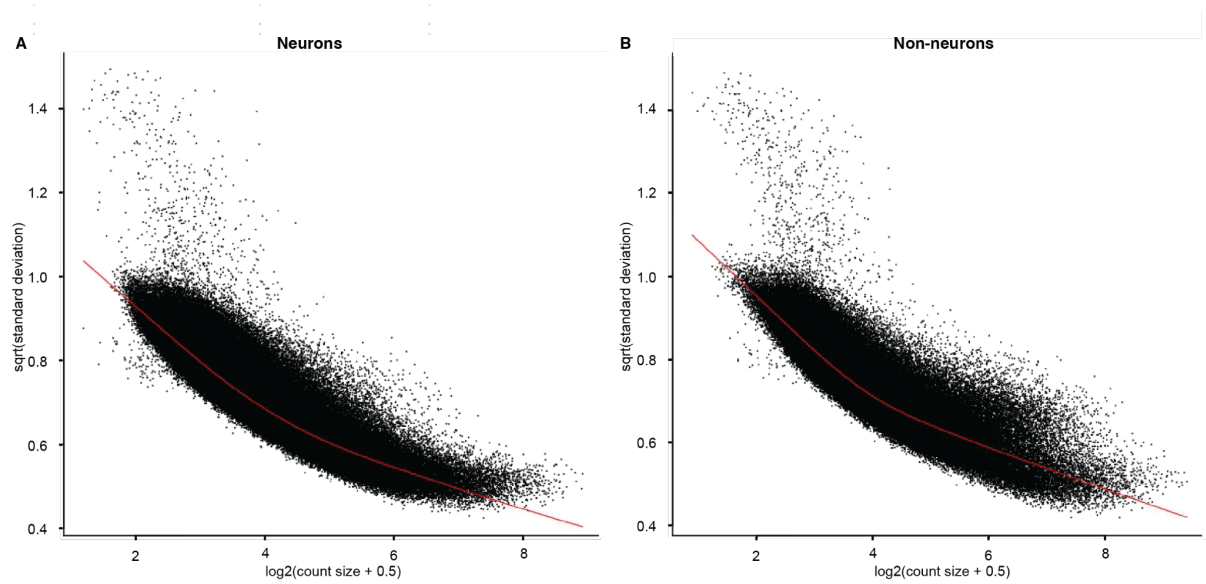 A
Neurons
1.4
1.2
1.0
0.8
0.6
0.4
sqrt(standard deviation)
2
4
6
8
log2(count size + 0.5)
B
Non-neurons
1.4
1.2
1.0
0.8
0.6
0.4
sqrt(standard deviation)
2
4
6
8
log2(count size + 0.5)